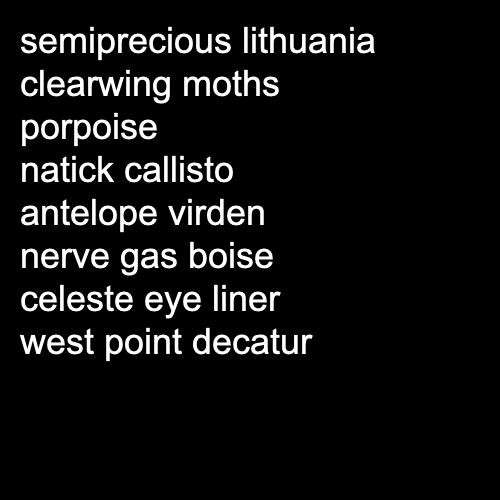 semiprecious lithuania
clearwing moths
porpoise
natick callisto
antelope virden
nerve gas boise
celeste eye liner
west point decatur